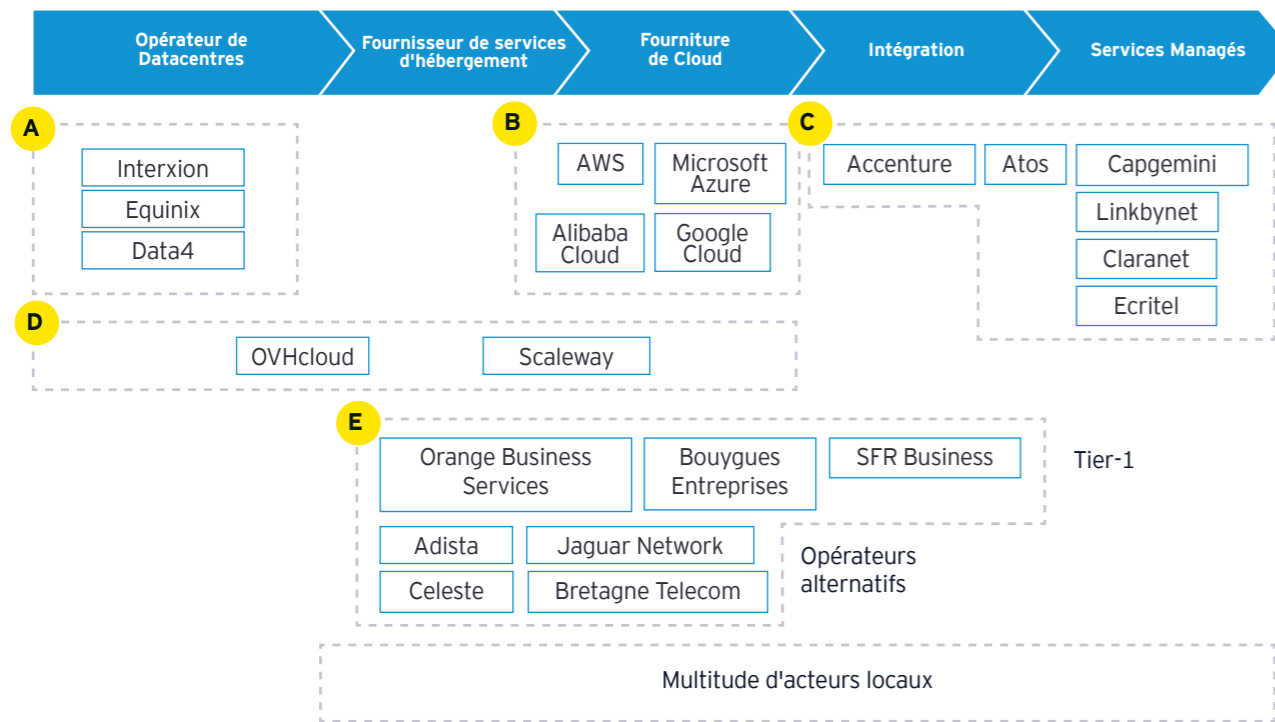 Opérateur de
Datacentres
Fournisseur de services
d'hébergement
Fourniture
de Cloud
Intégration
Services Managés
A
Interxion
Equinix
Data4
B
AWS
Microsoft
Azure
Alibaba
Cloud
Google
Cloud
C
Accenture
Atos
Capgemini
Linkbynet
Claranet
Ecritel
D
OVHcloud
Scaleway
E
Orange Business
Services
Bouygues
Entreprises
SFR Business
Tier-1
Adista
Jaguar Network
Celeste
Bretagne Telecom
Opérateurs
alternatifs
Multitude d'acteurs locaux